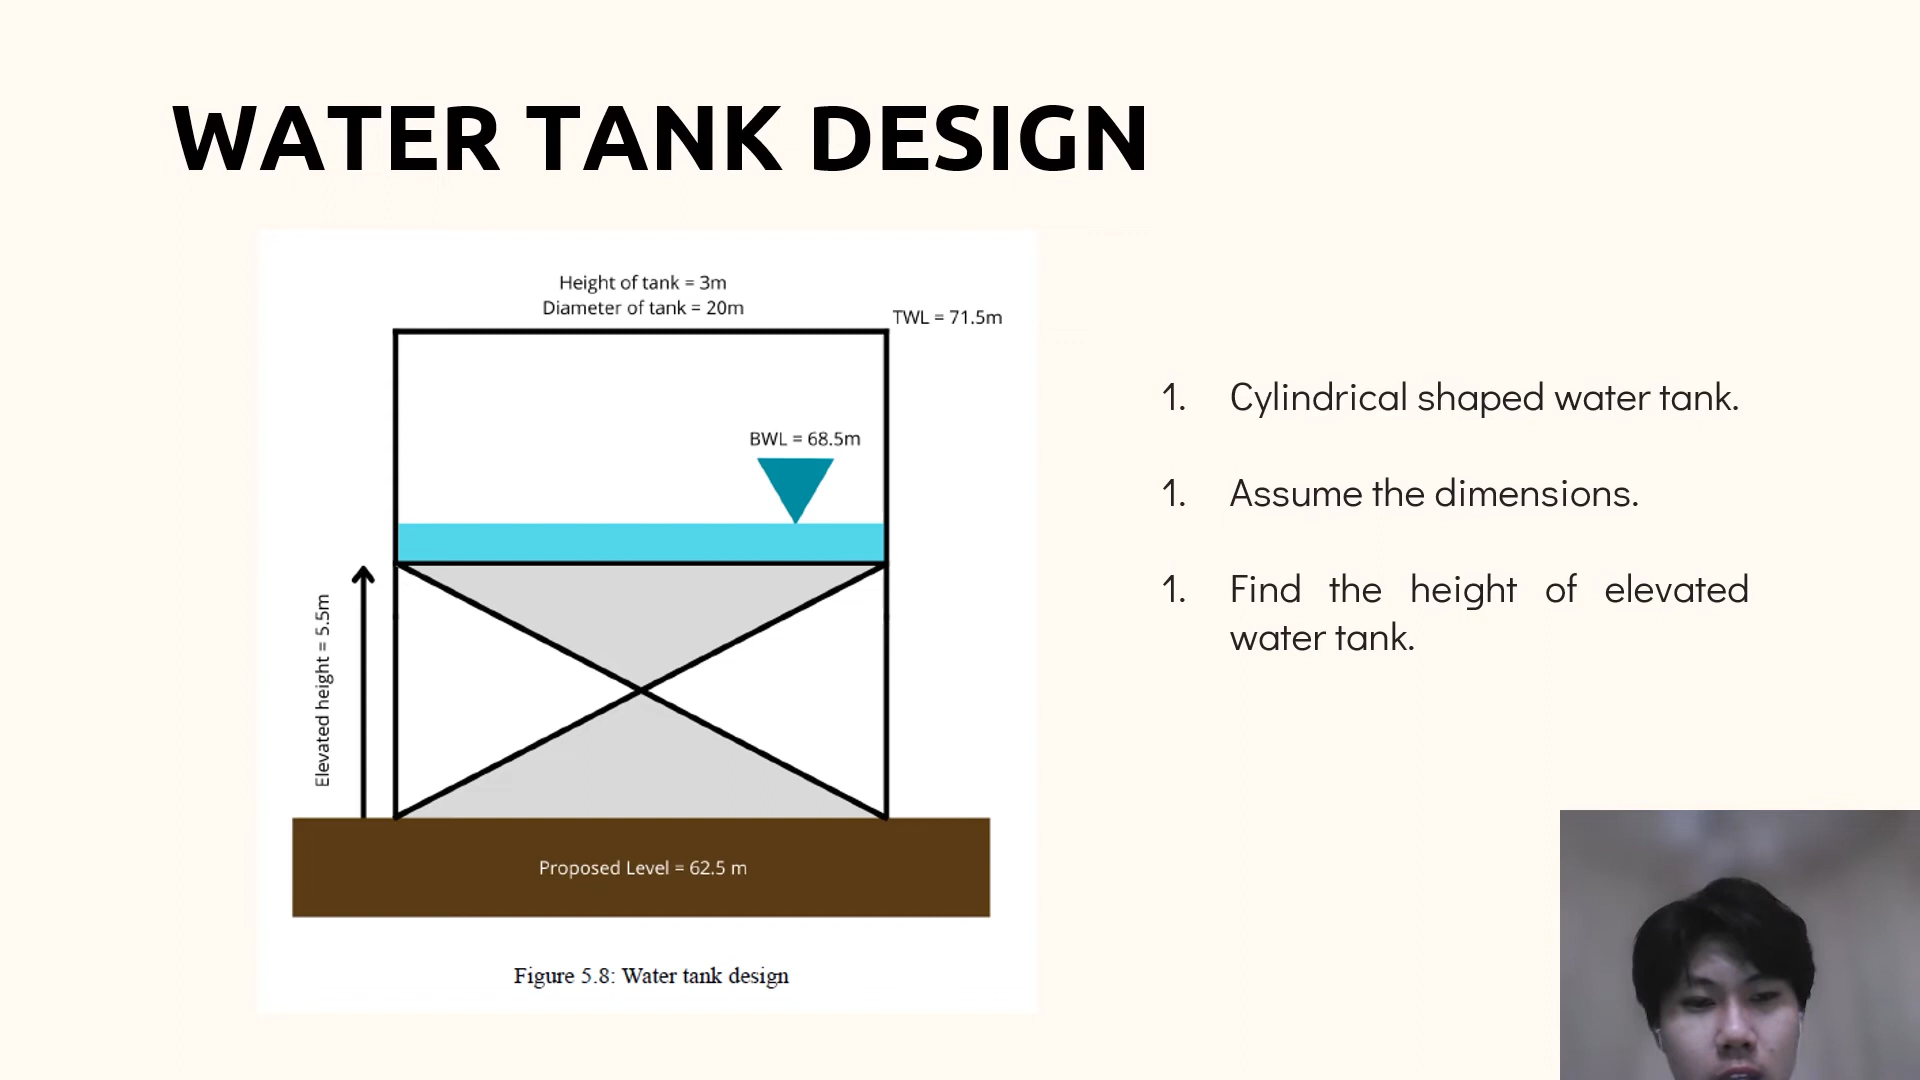 WATER TANK DESIGN
Height of tank = 3m
Diameter of tank = 20m
TWL = 71.5m
BWL = 68.5m
Elevated height = 5.5m
Proposed Level = 62.5 m
Figure 5.8: Water tank design
1. Cylindrical shaped water tank.
1. Assume the dimensions.
1. Find the height of elevated
water tank.